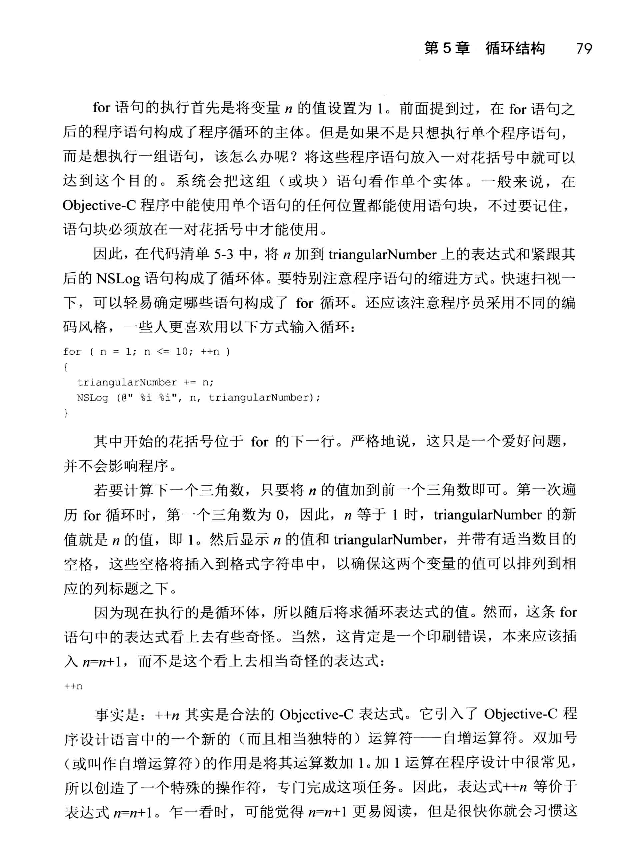 第 5 章 循环结构 79
for 语句的执行首先是将变量 n 的值设置为 1。前面提到过，在 for 语句之
后的程序语句构成了程序循环的主体。但是如果不是只想执行单个程序语句，
而是想执行一组语句，该怎么办呢？将这些程序语句放入一对花括号中就可以
达到这个目的。系统会把这组（或块）语句看作单个实体。一般来说，在
Objective-C 程序中能使用单个语句的任何位置都能使用语句块，不过要记住，
语句块必须放在一对花括号中才能使用。
因此，在代码清单 5-3 中，将 n 加到 triangularNumber 上的表达式和紧跟其
后的 NSLog 语句构成了循环体。要特别注意程序语句的缩进方式。快速扫视一
下，可以轻易确定哪些语句构成了 for 循环。还应该注意程序员采用不同的编
码风格，一些人更喜欢用以下方式输入循环：
for ( n = 1; n <= 10; ++n )
{
triangularNumber += n;
NSLog (@" %i %i", n, triangularNumber);
}
其中开始的花括号位于 for 的下一行。严格地说，这只是一个爱好问题，
并不会影响程序。
若要计算下一个三角数，只要将 n 的值加到前一个三角数即可。第一次遍
历 for 循环时，第一个三角数为 0，因此，n 等于 1 时，triangularNumber 的新
值就是 n 的值，即 1。然后显示 n 的值和 triangularNumber，并带有适当数目的
空格，这些空格将插入到格式字符串中，以确保这两个变量的值可以排列到相
应的列标题之下。
因为现在执行的是循环体，所以随后将求循环表达式的值。然而，这条 for
语句中的表达式看上去有些奇怪。当然，这肯定是一个印刷错误，本来应该插
入 n=n+1，而不是这个看上去相当奇怪的表达式：
++n
事实是：++n 其实是合法的 Objective-C 表达式。它引入了 Objective-C 程
序设计语言中的一个新的（而且相当独特的）运算符——自增运算符。双加号
（或叫作自增运算符）的作用是将其运算数加 1。加 1 运算在程序设计中很常见，
所以创造了一个特殊的操作符，专门完成这项任务。因此，表达式++n 等价于
表达式 n=n+1。乍一看时，可能觉得 n=n+1 更易阅读，但是很快你就会习惯这